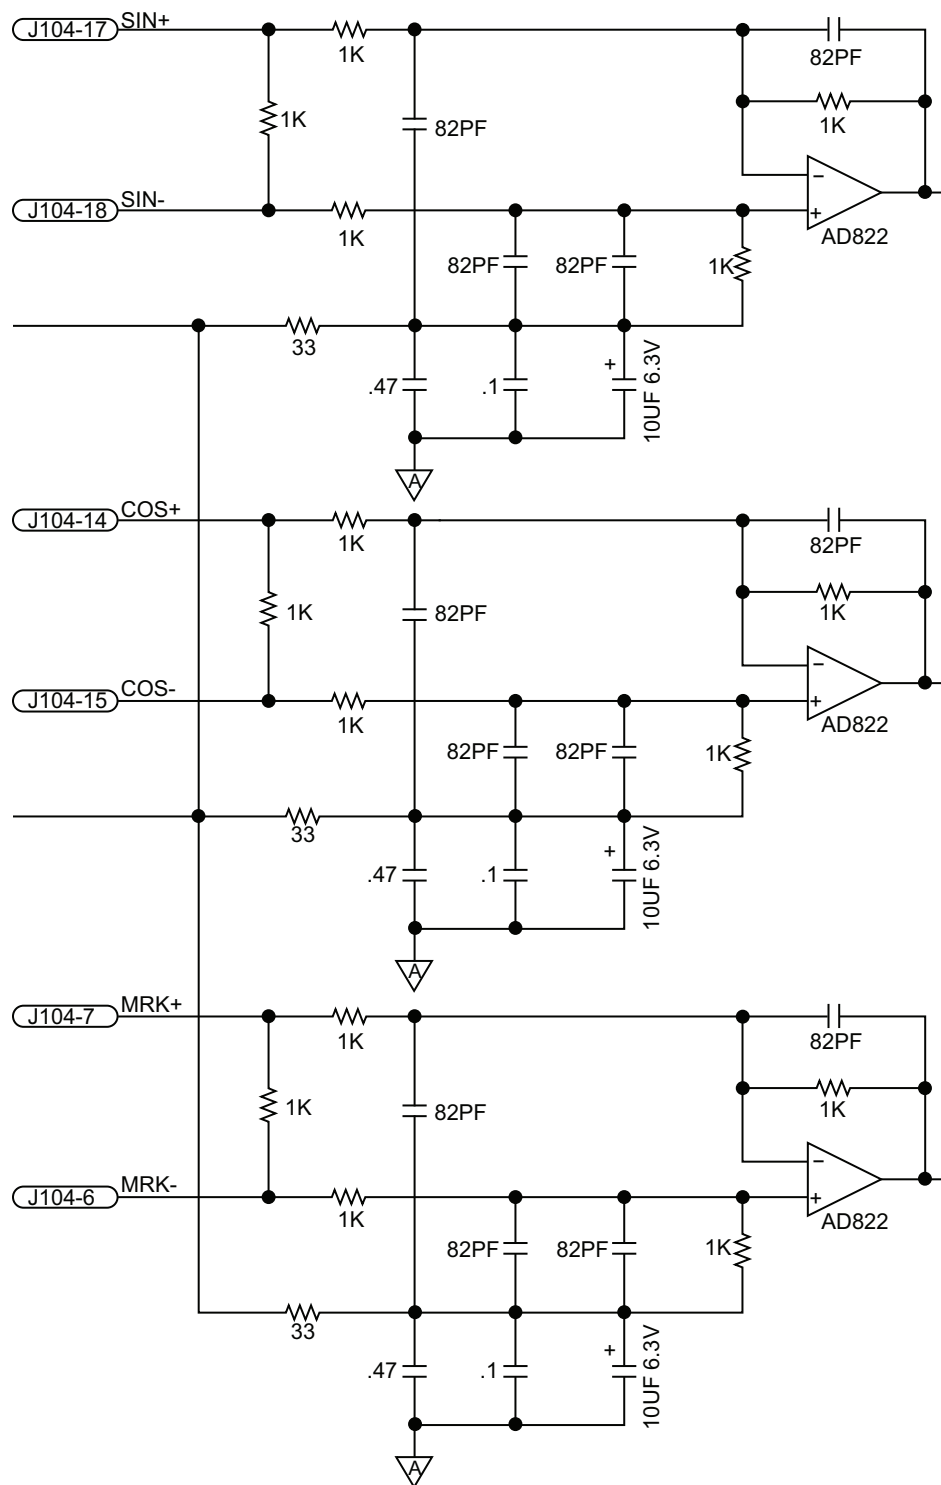 J104-17 SIN+
1K
82PF
1K
1K
82PF
J104-18 SIN-
1K
- +
AD822
82PF 82PF 1K
33
.47 .1 + 10UF 6.3V
A
J104-14 COS+
1K
82PF
1K
1K
82PF
J104-15 COS-
1K
- +
AD822
82PF 82PF 1K
33
.47 .1 + 10UF 6.3V
A
J104-7 MRK+
1K
82PF
1K
1K
82PF
J104-6 MRK-
1K
- +
AD822
82PF 82PF 1K
33
.47 .1 + 10UF 6.3V
A